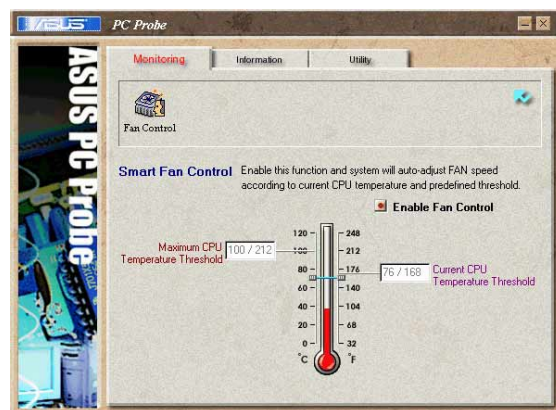 ASUS PC Probe
Monitoring Information Utility
ASUS PC Probe
Fan Control
Smart Fan Control Enable this function and system will auto-adjust FAN speed
according to current CPU temperature and predefined threshold.
Enable Fan Control
Maximum CPU
Temperature Threshold
100 / 212
120 248
100 212
80 176
60 140
40 104
20 68
0 32
°C °F
76 / 168
Current CPU
Temperature Threshold